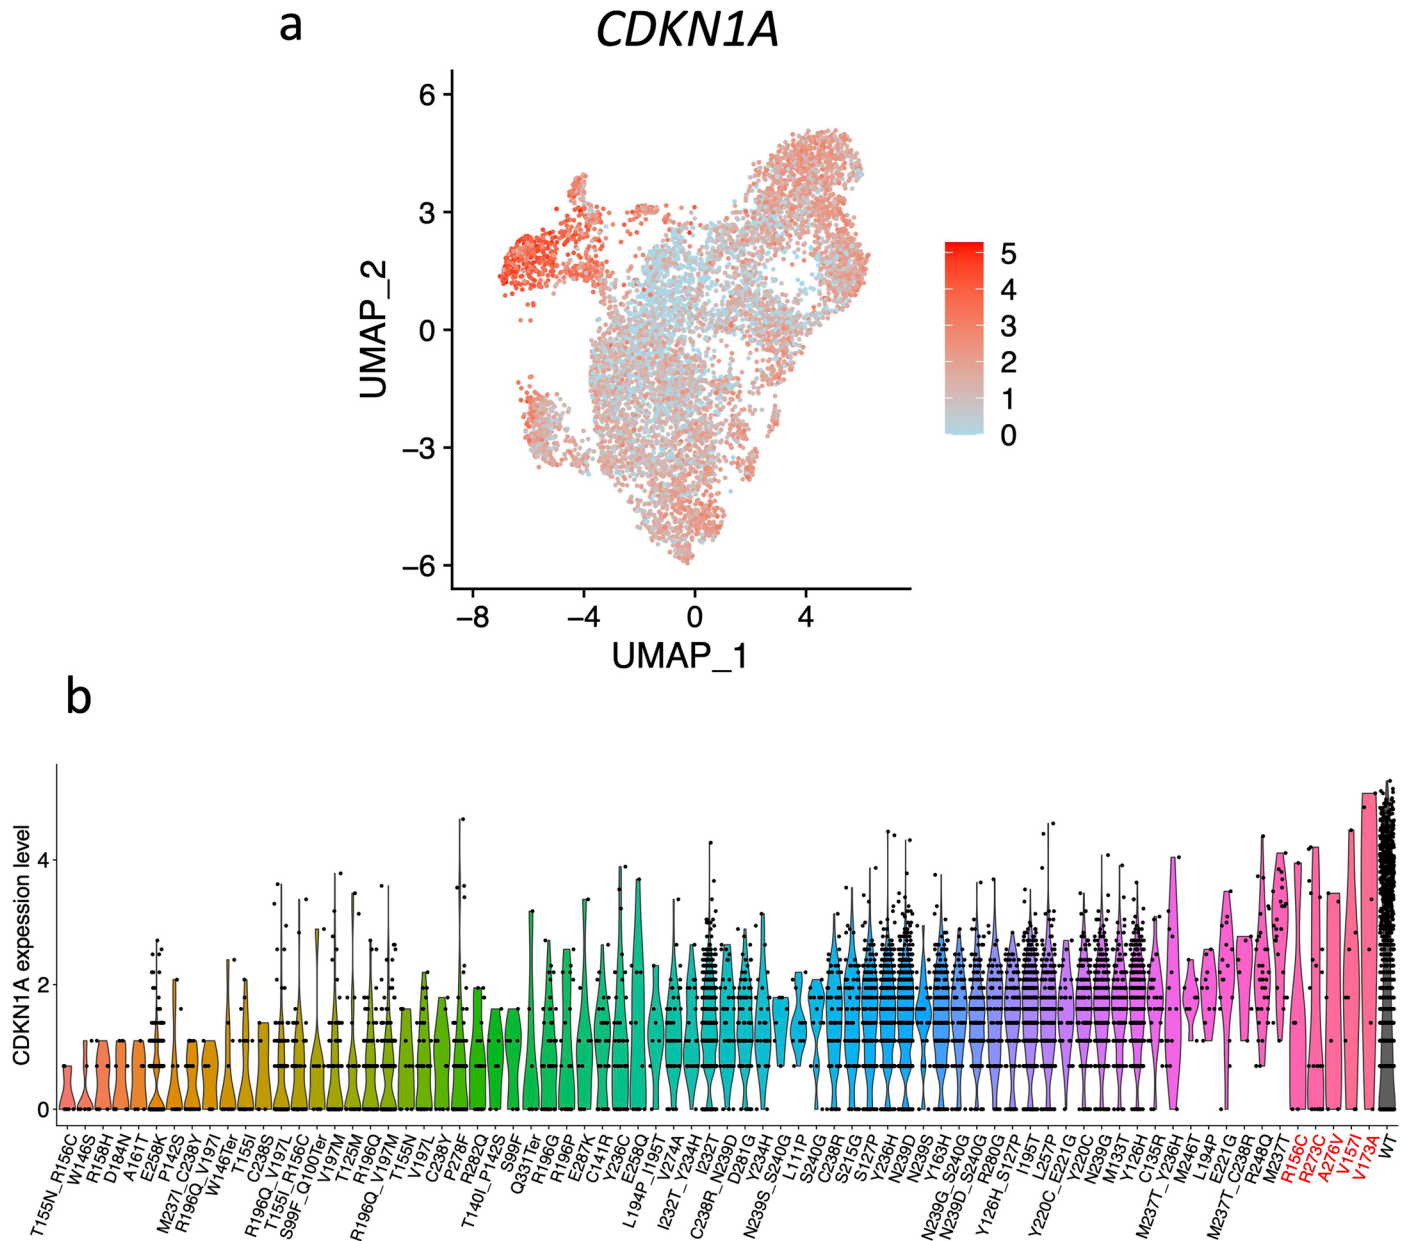 a
CDKN1A
6
3
0
−3
−6
UMAP_2
−8 −4 0 4
UMAP_1
5
4
3
2
1
0
b
CDKN1A expession level
4
2
0
T155N_R156C
W146S
R158H
D184N
A161T
E258K
P142S
C238Y
M237I_C238Y
R196Q_V197I
W146Ter
T155I
C238S
R196Q_V197L
T155I_R156C
S99F_Q100Ter
V197M
T125M
R196Q
R196Q_V197M
T155N
V197L
C238Y
P278F
R282Q
T140I_P142S
S99F
Q331Ter
R196G
R196P
E287K
C141R
Y236C
E258Q
L194P_I195T
V274A
I232T_Y234H
I232T
C238R_N239D
D281G
Y234H
N239S_S240G
L111P
S240G
C238R
S215G
S127P
Y236H
N239D
N239S
Y163H
N239G_S240G
N239D_S240G
R280G
Y126H_S127P
I195T
L257P
Y220C_E221G
Y220C
N239G
M133T
Y126H
C135R
Y236H
M237T_M246T
L194P
E221G
M237T_C238R
R248Q
M237T
R156C
R273C
A276V
V157I
V173A
WT